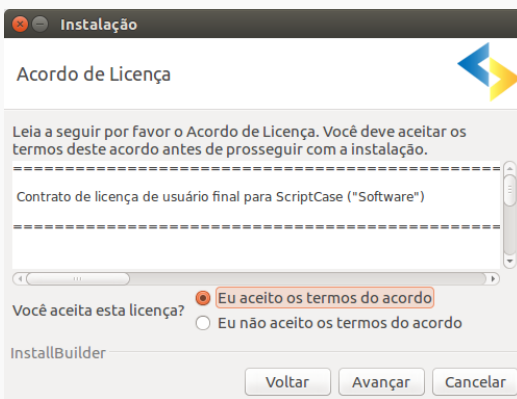 Instalação
Acordo de Licença
Leia a seguir por favor o Acordo de Licença. Você deve aceitar os
termos deste acordo antes de prosseguir com a instalação.
================================================
Contrato de licença de usuário final para ScriptCase ("Software")
================================================
Você aceita esta licença?
Eu aceito os termos do acordo
Eu não aceito os termos do acordo
InstallBuilder
Voltar Avançar Cancelar